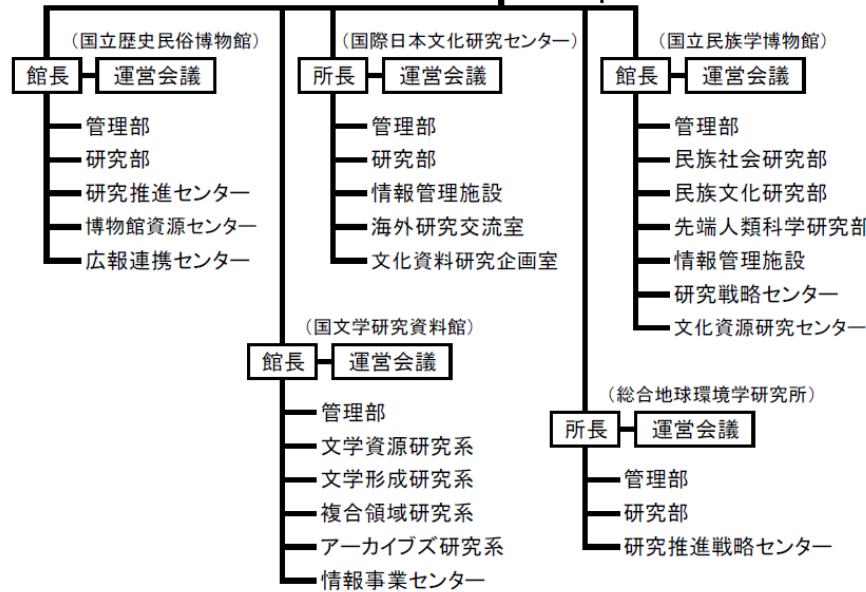 （国立歴史民俗博物館）
館長 運営会議
管理部
研究部
研究推進センター
博物館資源センター
広報連携センター
（国際日本文化研究センター）
所長 運営会議
管理部
研究部
情報管理施設
海外研究交流室
文化資料研究企画室
（国立民族学博物館）
館長 運営会議
管理部
民族社会研究部
民族文化研究部
先端人類科学研究部
情報管理施設
研究戦略センター
文化資源研究センター
（国文学研究資料館）
館長 運営会議
管理部
文学資源研究系
文学形成研究系
複合領域研究系
アーカイブズ研究系
情報事業センター
（総合地球環境学研究所）
所長 運営会議
管理部
研究部
研究推進戦略センター